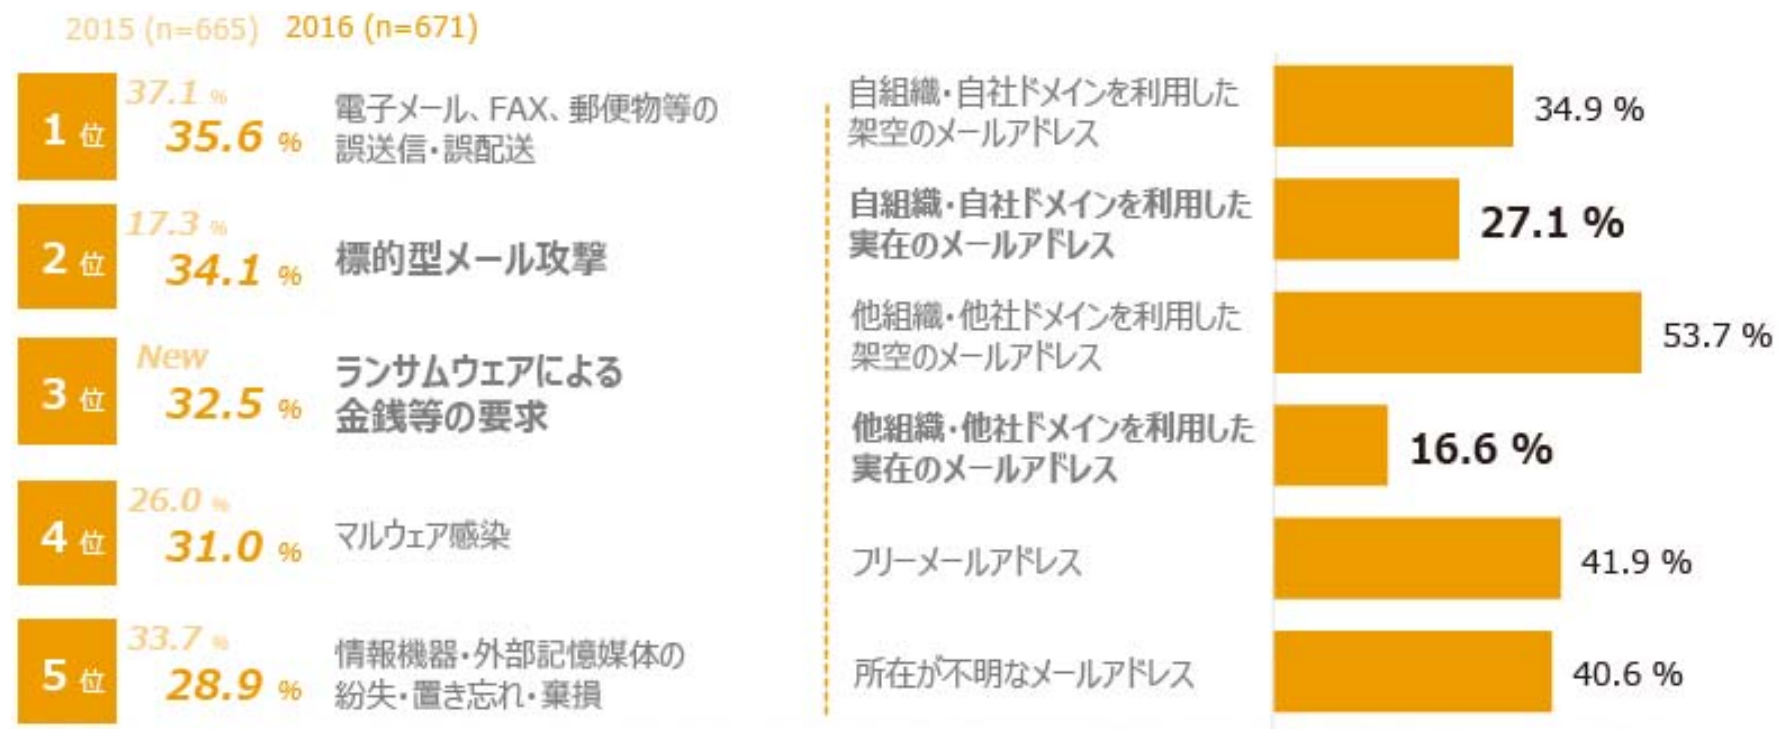 2015 (n=665) 2016 (n=671)
1 位
37.1 %
35.6 %
電子メール、FAX、郵便物等の
誤送信・誤配送
2 位
17.3 %
34.1 %
標的型メール攻撃
3 位
New
32.5 %
ランサムウェアによる
金銭等の要求
4 位
26.0 %
31.0 %
マルウェア感染
5 位
33.7 %
28.9 %
情報機器・外部記憶媒体の
紛失・置き忘れ・棄損
自組織・自社ドメインを利用した
架空のメールアドレス
34.9 %
自組織・自社ドメインを利用した
実在のメールアドレス
27.1 %
他組織・他社ドメインを利用した
架空のメールアドレス
53.7 %
他組織・他社ドメインを利用した
実在のメールアドレス
16.6 %
フリーメールアドレス
41.9 %
所在が不明なメールアドレス
40.6 %